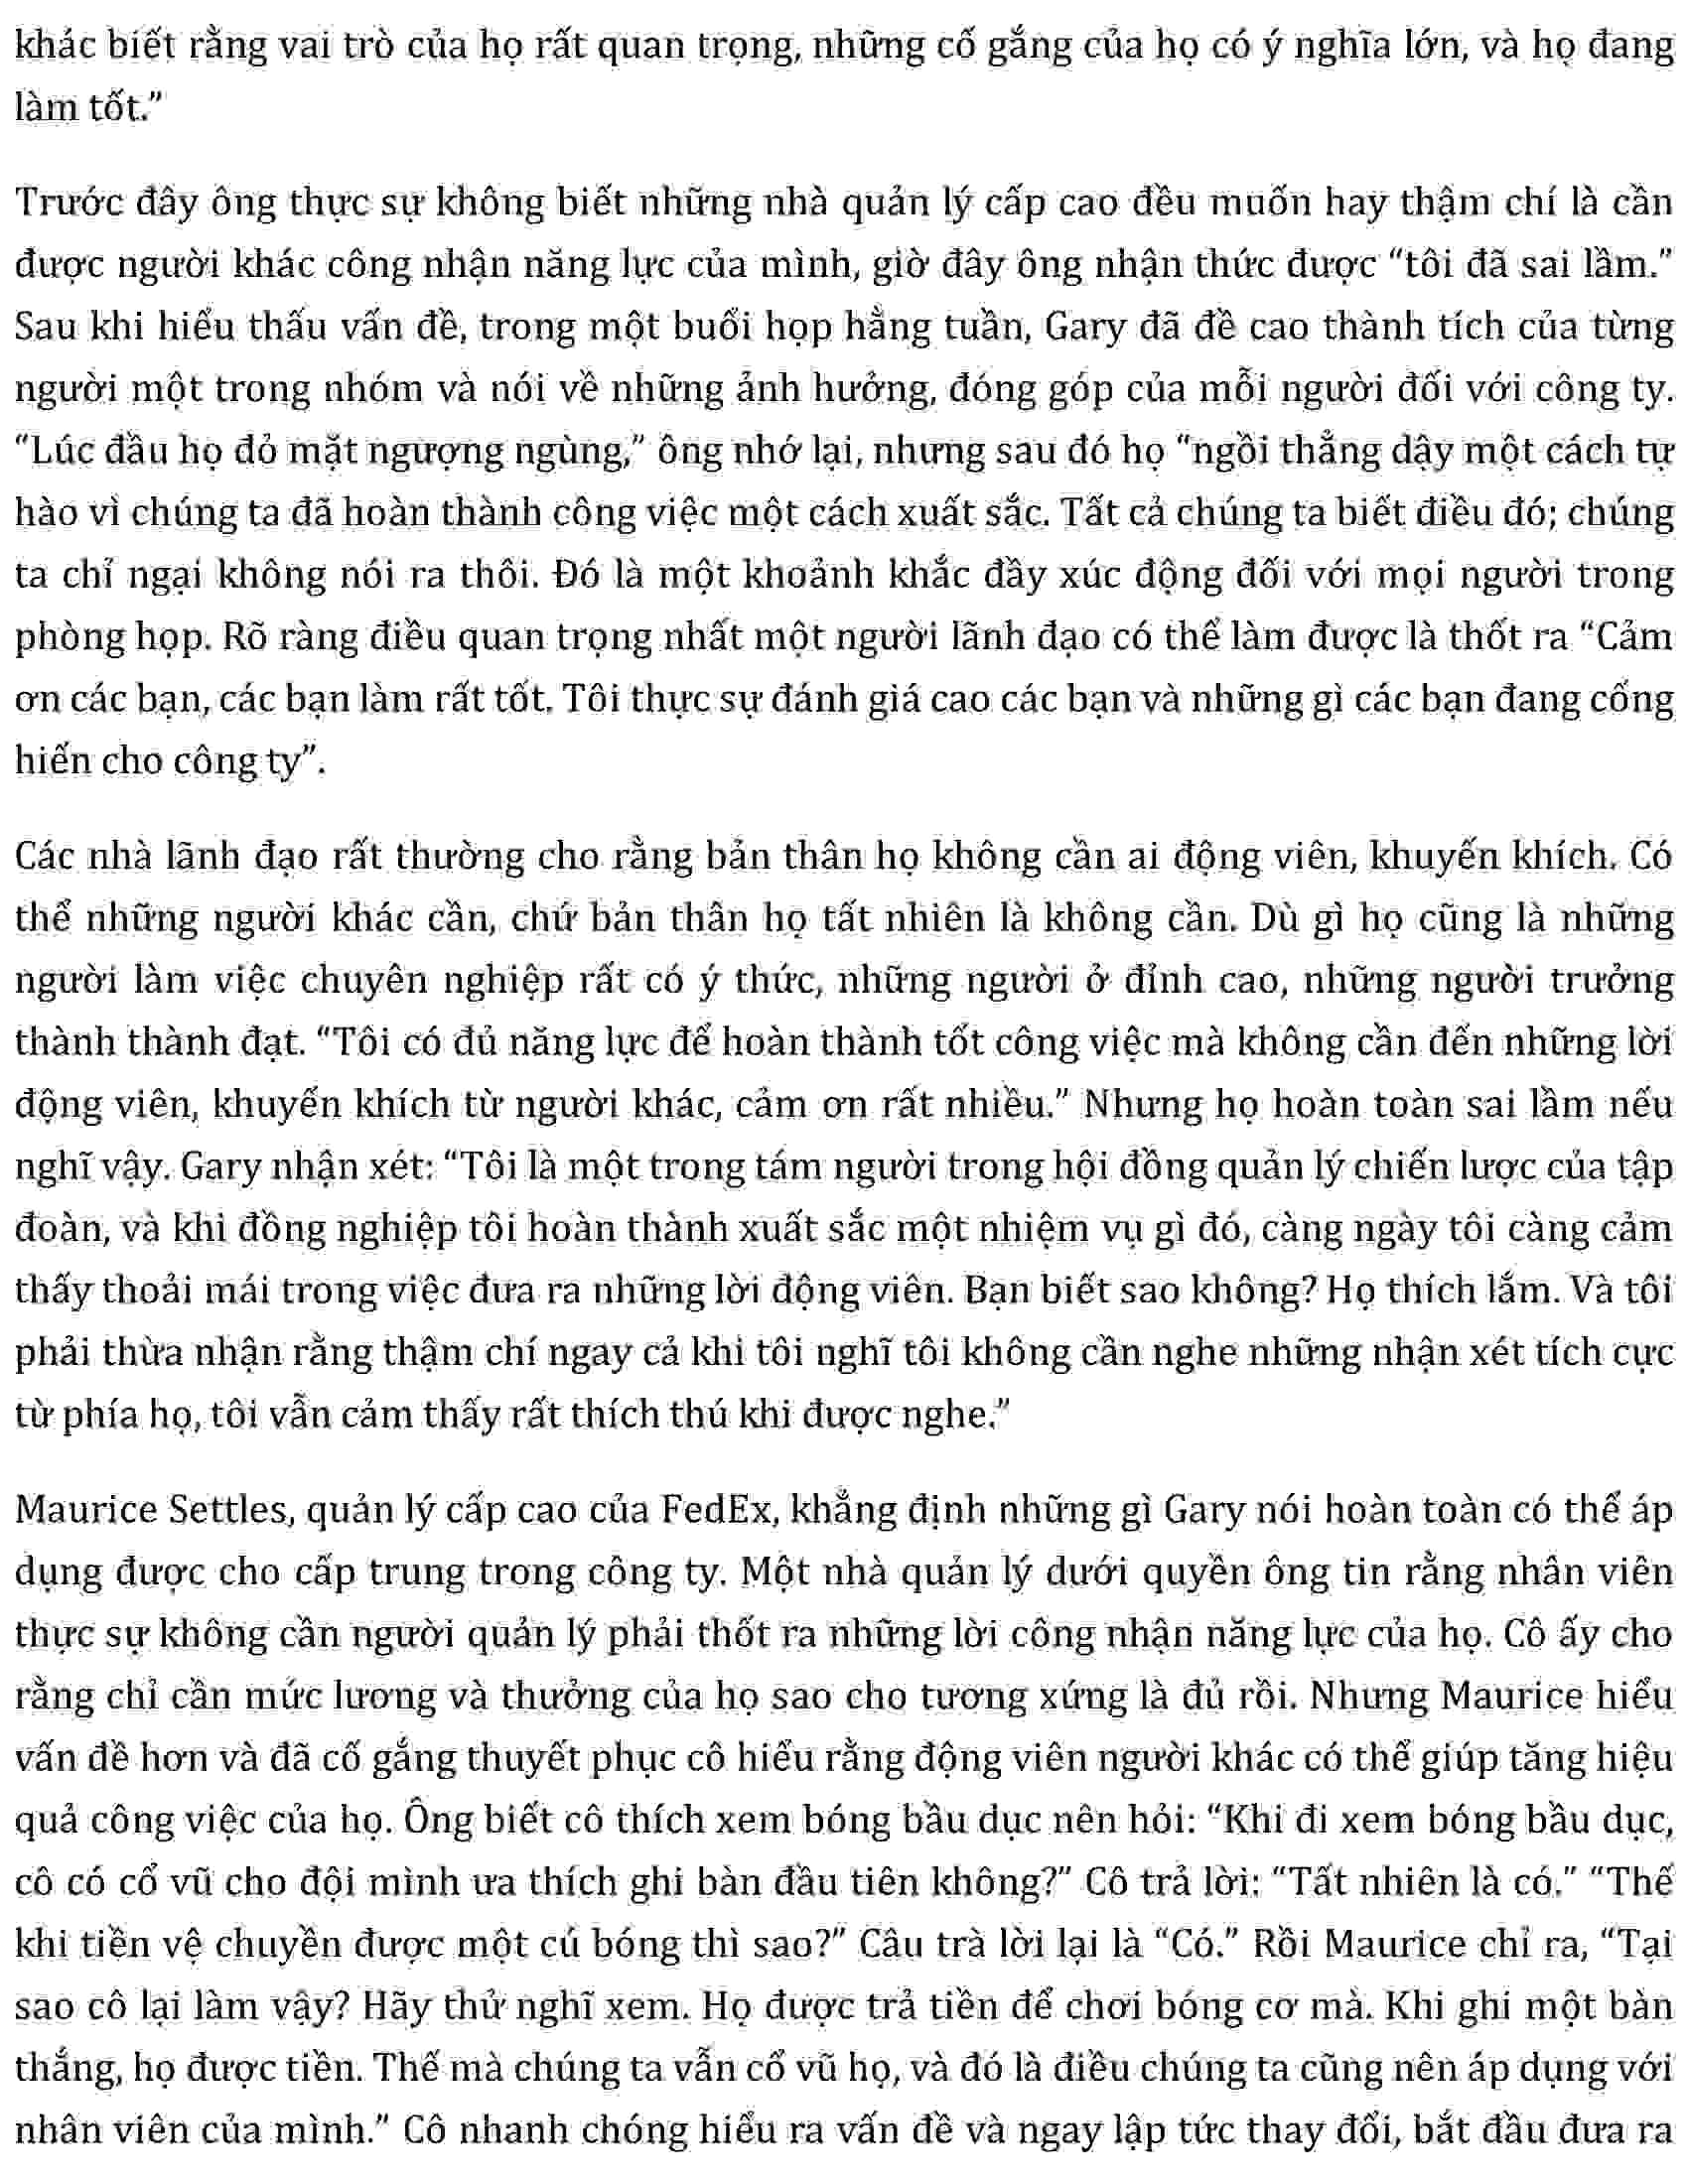 khác biết rằng vai trò của họ rất quan trọng, những cố gắng của họ có ý nghĩa lớn, và họ đang
làm tốt.”
Trước đây ông thực sự không biết những nhà quản lý cấp cao đều muốn hay thậm chí là cần
được người khác công nhận năng lực của mình, giờ đây ông nhận thức được “tôi đã sai lầm.”
Sau khi hiểu thấu vấn đề, trong một buổi họp hằng tuần, Gary đã đề cao thành tích của từng
người một trong nhóm và nói về những ảnh hưởng, đóng góp của mỗi người đối với công ty.
“Lúc đầu họ đỏ mặt ngượng ngùng,” ông nhớ lại, nhưng sau đó họ “ngồi thẳng dậy một cách tự
hào vì chúng ta đã hoàn thành công việc một cách xuất sắc. Tất cả chúng ta biết điều đó; chúng
ta chỉ ngại không nói ra thôi. Đó là một khoảnh khắc đầy xúc động đối với mọi người trong
phòng họp. Rõ ràng điều quan trọng nhất một người lãnh đạo có thể làm được là thốt ra “Cảm
ơn các bạn, các bạn làm rất tốt. Tôi thực sự đánh giá cao các bạn và những gì các bạn đang cống
hiến cho công ty”.
Các nhà lãnh đạo rất thường cho rằng bản thân họ không cần ai động viên, khuyến khích. Có
thể những người khác cần, chứ bản thân họ tất nhiên là không cần. Dù gì họ cũng là những
người làm việc chuyên nghiệp rất có ý thức, những người ở đỉnh cao, những người trưởng
thành thành đạt. “Tôi có đủ năng lực để hoàn thành tốt công việc mà không cần đến những lời
động viên, khuyến khích từ người khác, cảm ơn rất nhiều.” Nhưng họ hoàn toàn sai lầm nếu
nghĩ vậy. Gary nhận xét: “Tôi là một trong tám người trong hội đồng quản lý chiến lược của tập
đoàn, và khi đồng nghiệp tôi hoàn thành xuất sắc một nhiệm vụ gì đó, càng ngày tôi càng cảm
thấy thoải mái trong việc đưa ra những lời động viên. Bạn biết sao không? Họ thích lắm. Và tôi
phải thừa nhận rằng thậm chí ngay cả khi tôi nghĩ tôi không cần nghe những nhận xét tích cực
từ phía họ, tôi vẫn cảm thấy rất thích thú khi được nghe.”
Maurice Settles, quản lý cấp cao của FedEx, khẳng định những gì Gary nói hoàn toàn có thể áp
dụng được cho cấp trung trong công ty. Một nhà quản lý dưới quyền ông tin rằng nhân viên
thực sự không cần người quản lý phải thốt ra những lời công nhận năng lực của họ. Cô ấy cho
rằng chỉ cần mức lương và thưởng của họ sao cho tương xứng là đủ rồi. Nhưng Maurice hiểu
vấn đề hơn và đã cố gắng thuyết phục cô hiểu rằng động viên người khác có thể giúp tăng hiệu
quả công việc của họ. Ông biết cô thích xem bóng bầu dục nên hỏi: “Khi đi xem bóng bầu dục,
cô có cổ vũ cho đội mình ưa thích ghi bàn đầu tiên không?” Cô trả lời: “Tất nhiên là có.” “Thế
khi tiền vệ chuyền được một cú bóng thì sao?” Câu trả lời lại là “Có.” Rồi Maurice chỉ ra, “Tại
sao cô lại làm vậy? Hãy thử nghĩ xem. Họ được trả tiền để chơi bóng cơ mà. Khi ghi một bàn
thắng, họ được tiền. Thế mà chúng ta vẫn cổ vũ họ, và đó là điều chúng ta cũng nên áp dụng với
nhân viên của mình.” Cô nhanh chóng hiểu ra vấn đề và ngay lập tức thay đổi, bắt đầu đưa ra